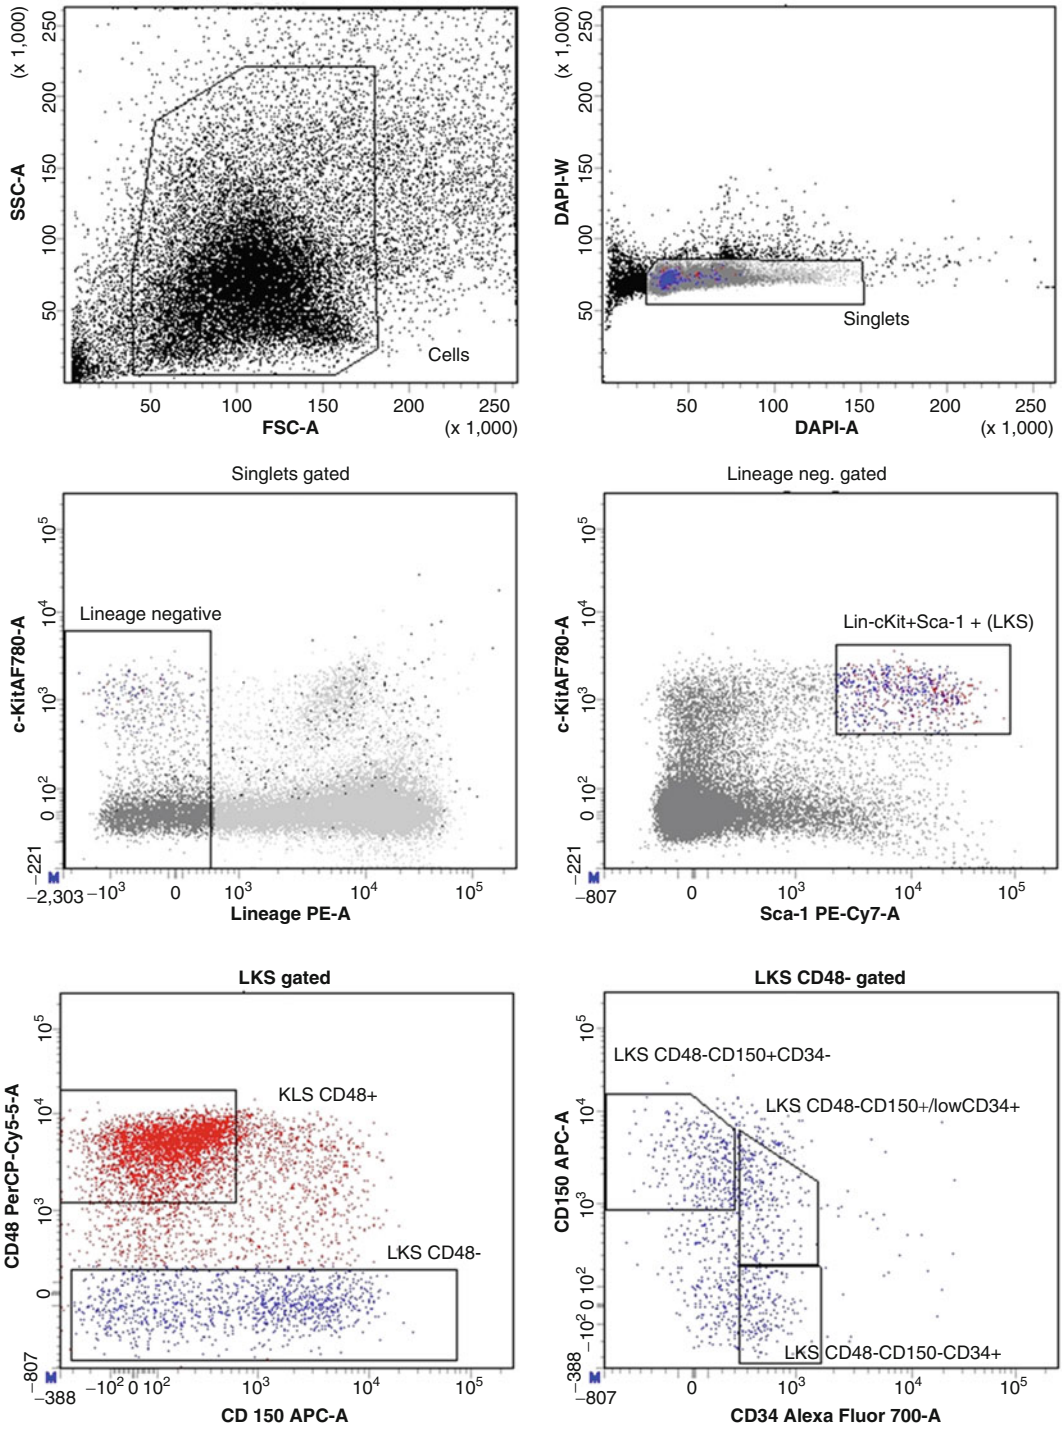 (x 1,000)
250
200
150
100
50
SSC-A
Cells
50 100 150 200 250
FSC-A (x 1,000)
(x 1,000)
250
200
150
100
50
DAPI-W
Singlets
50 100 150 200 250
DAPI-A (x 1,000)
Singlets gated
10^5
10^4
10^3
10^2
0
−221
c-KitAF780-A
Lineage negative
−2,303 −10^3 0 10^3 10^4 10^5
Lineage PE-A
Lineage neg. gated
10^5
10^4
10^3
10^2
0
−221
c-KitAF780-A
Lin-cKit+Sca-1 + (LKS)
−807 0 10^3 10^4 10^5
Sca-1 PE-Cy7-A
LKS gated
10^5
10^4
10^3
0
−807
CD48 PerCP-Cy5-5-A
KLS CD48+
LKS CD48-
−388 −10^2 0 10^2 10^3 10^4 10^5
CD 150 APC-A
LKS CD48- gated
10^5
10^4
10^3
10^2
0
−10^2
−388
CD150 APC-A
LKS CD48-CD150+CD34-
LKS CD48-CD150+/lowCD34+
LKS CD48-CD150-CD34+
−807 0 10^3 10^4 10^5
CD34 Alexa Fluor 700-A